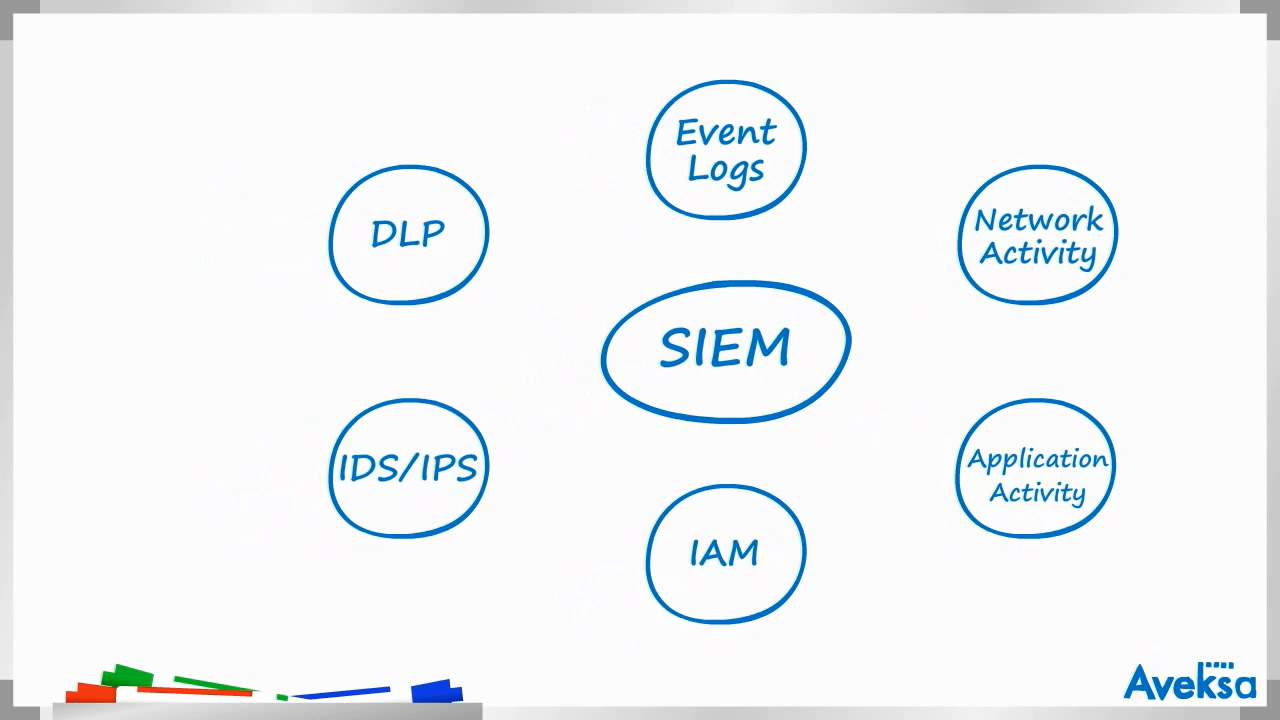 Event
Logs
DLP
Network
Activity
SIEM
IDS/IPS
Application
Activity
IAM
Aveksa